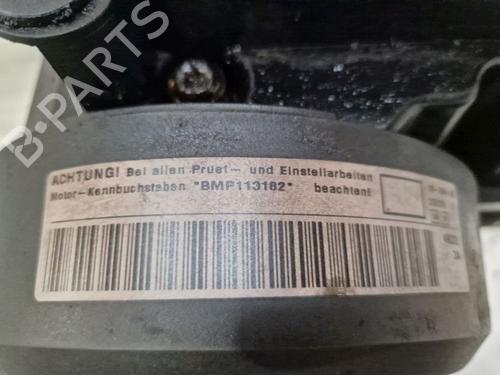 B-PARTS
ACHTUNG! Bei allen Pruef- und Einstellarbeiten
Motor-Kennbuchstaben "BMP113182" beachten!